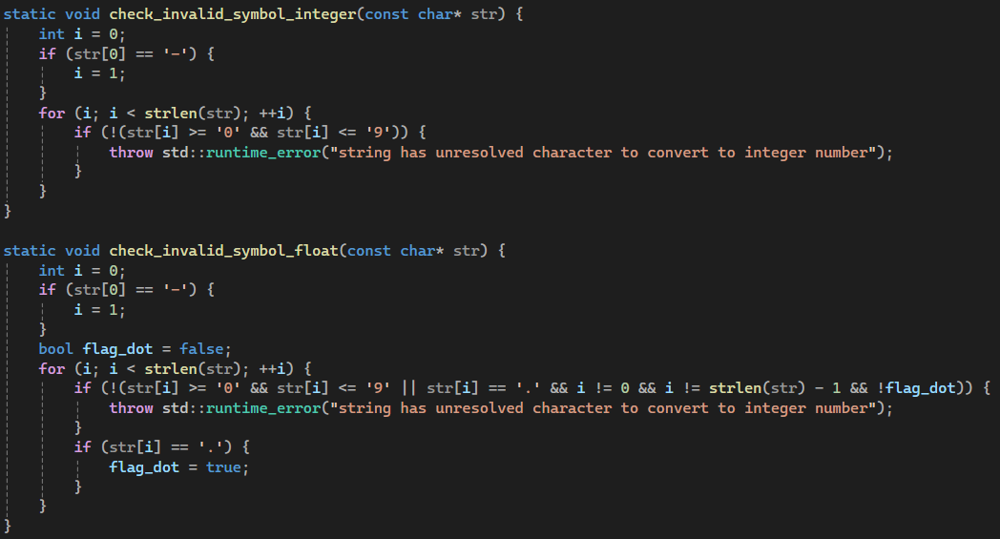 static void check_invalid_symbol_integer(const char* str) {
    int i = 0;
    if (str[0] == '-') {
        i = 1;
    }
    for (i; i < strlen(str); ++i) {
        if (!(str[i] >= '0' && str[i] <= '9')) {
            throw std::runtime_error("string has unresolved character to convert to integer number");
        }
    }
}

static void check_invalid_symbol_float(const char* str) {
    int i = 0;
    if (str[0] == '-') {
        i = 1;
    }
    bool flag_dot = false;
    for (i; i < strlen(str); ++i) {
        if (!(str[i] >= '0' && str[i] <= '9' || str[i] == '.' && i != 0 && i != strlen(str) - 1 && !flag_dot)) {
            throw std::runtime_error("string has unresolved character to convert to integer number");
        }
        if (str[i] == '.') {
            flag_dot = true;
        }
    }
}